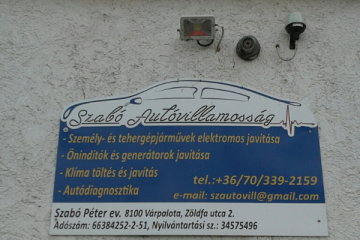 Szabó Autóvillamosság
- Személy- és tehergépjárművek elektromos javítása
- Önindítók és generátorok javítása
- Klíma töltés és javítás
- Autódiagnosztika
tel.:+36/70/339-2159
e-mail: szautovill@gmail.com
Szabó Péter ev. 8100 Várpalota, Zöldfa utca 2.
Adószám: 66384252-2-51, Nyilvántartási sz.: 34575496